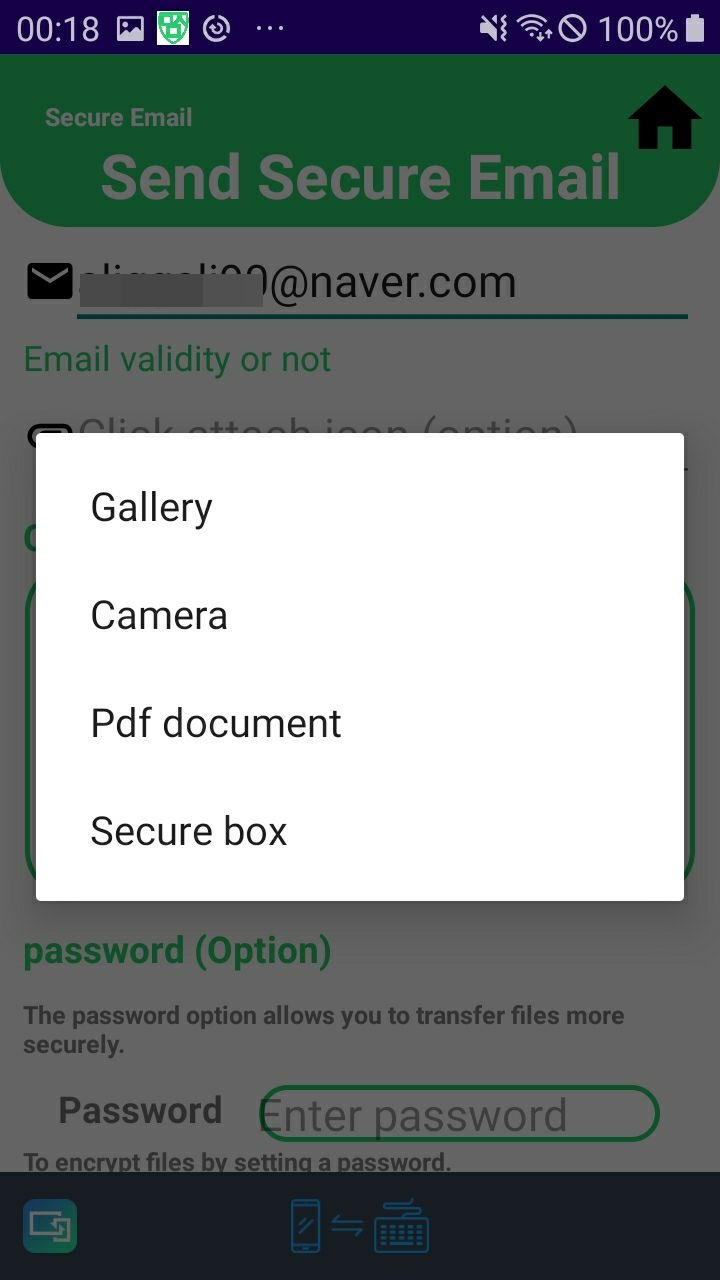 00:18
100%
Secure Email
Send Secure Email
@naver.com
Email validity or not
Click attach icon (option)
Gallery
Camera
Pdf document
Secure box
password (Option)
The password option allows you to transfer files more
securely.
Password Enter password
To encrypt files by setting a password.